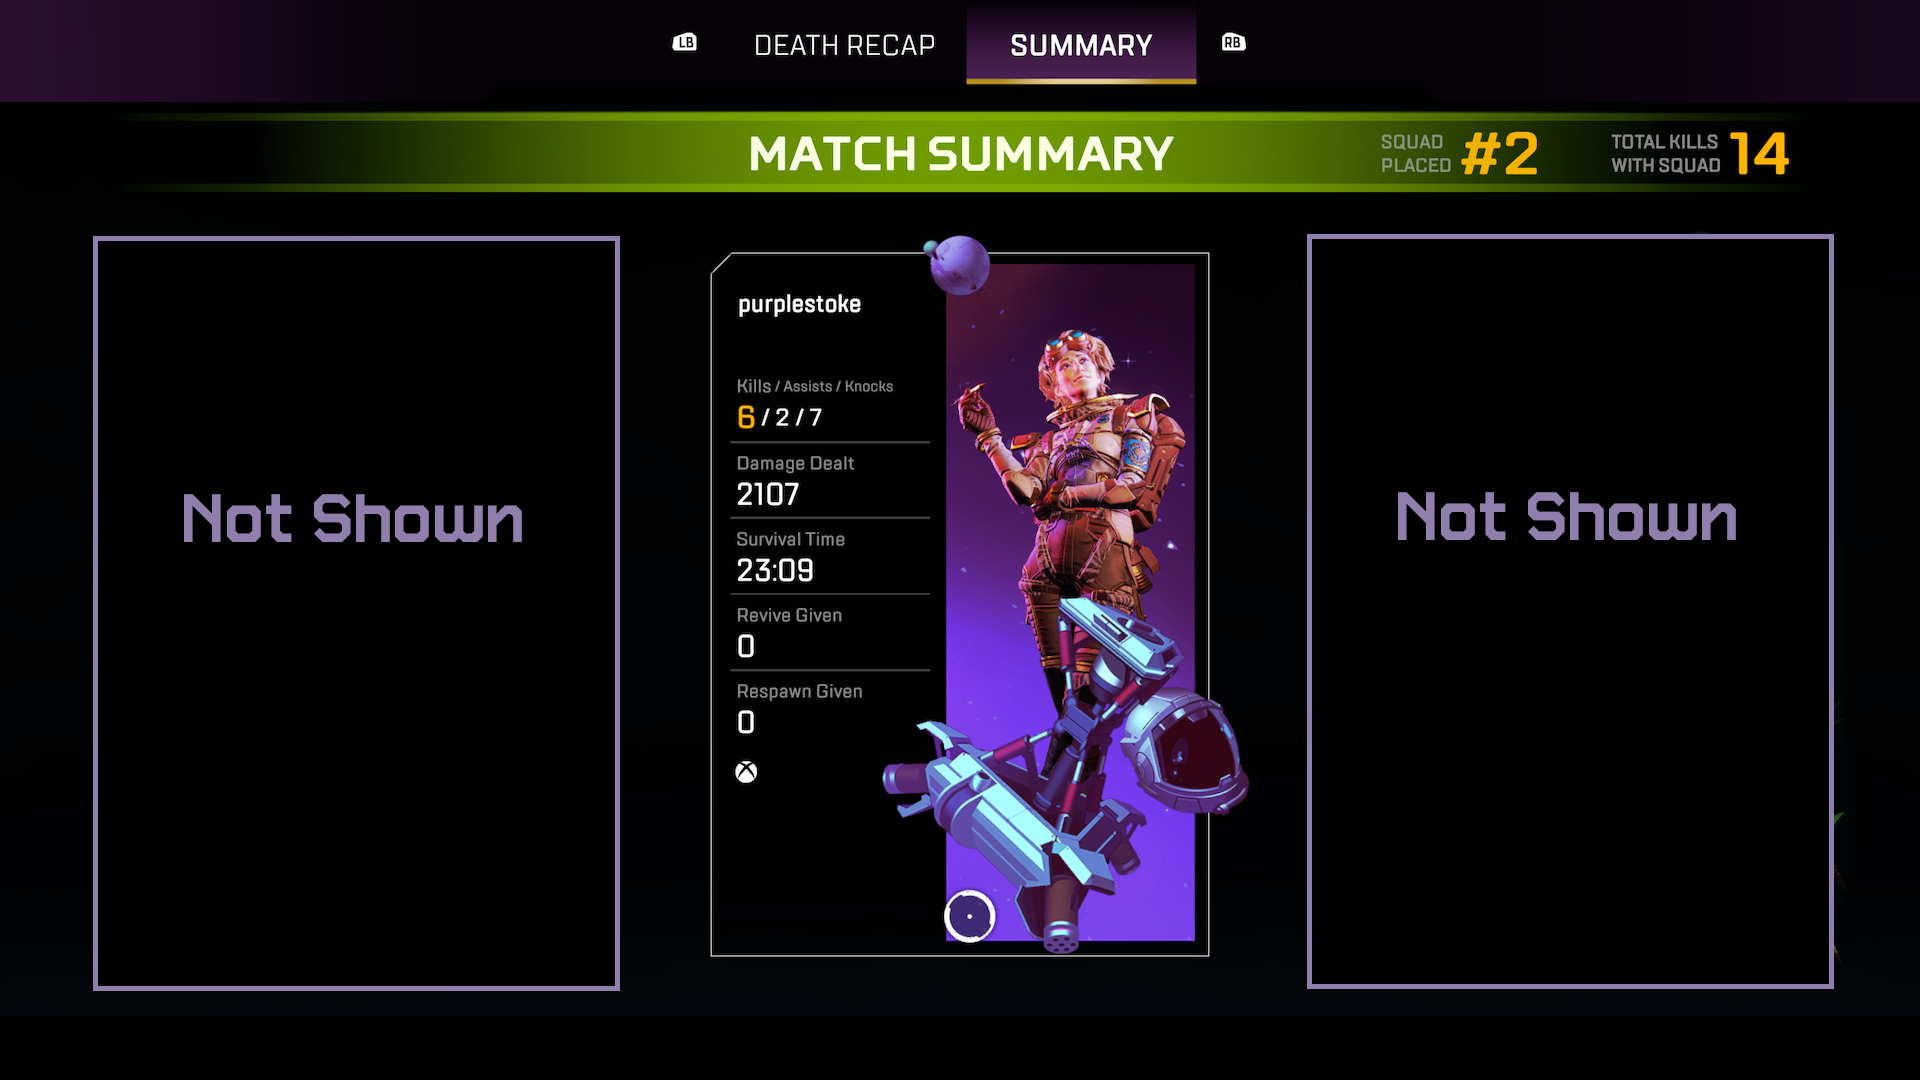 LB DEATH RECAP SUMMARY RB
MATCH SUMMARY
SQUAD PLACED #2
TOTAL KILLS WITH SQUAD 14
Not Shown
purplestoke
Kills / Assists / Knocks
6 / 2 / 7
Damage Dealt
2107
Survival Time
23:09
Revive Given
0
Respawn Given
0
Not Shown